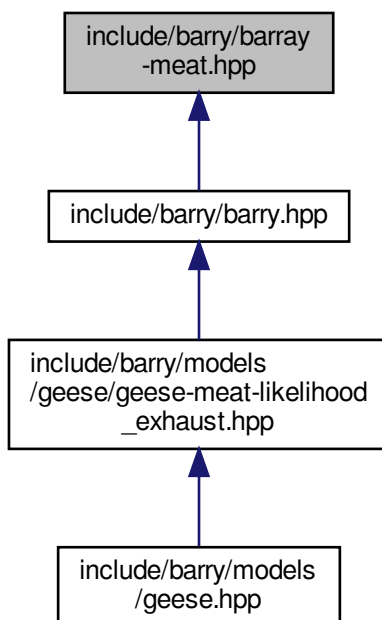 include/barry/barray
-meat.hpp
include/barry/barry.hpp
include/barry/models
/geese/geese-meat-likelihood
_exhaust.hpp
include/barry/models
/geese.hpp